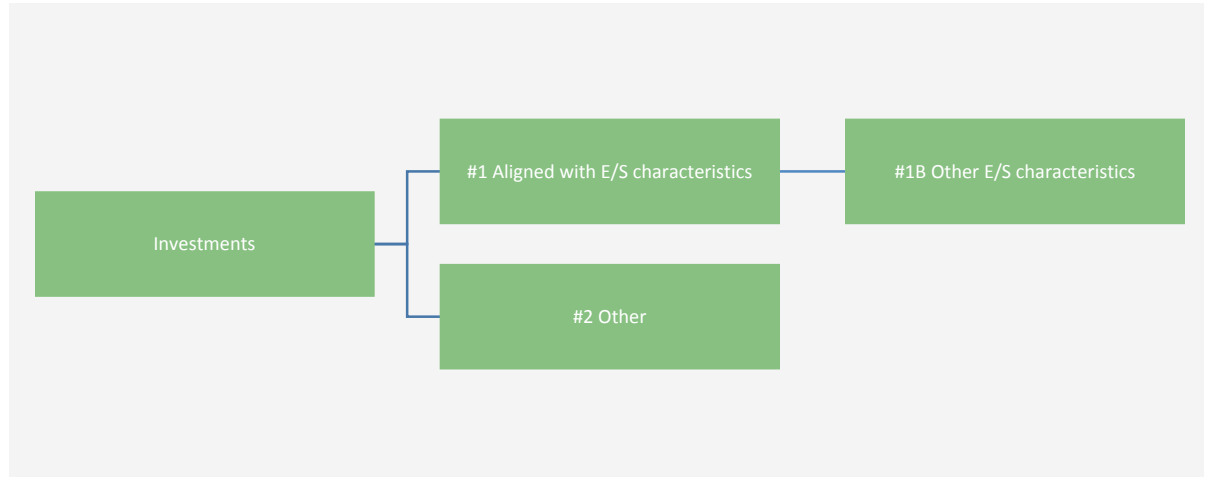 #1 Aligned with E/S characteristics
#1B Other E/S characteristics
Investments
#2 Other